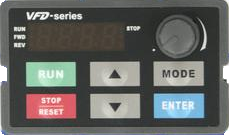 VFD-series
RUN
STOP
FWD
REV
RUN
MODE
STOP
RESET
ENTER